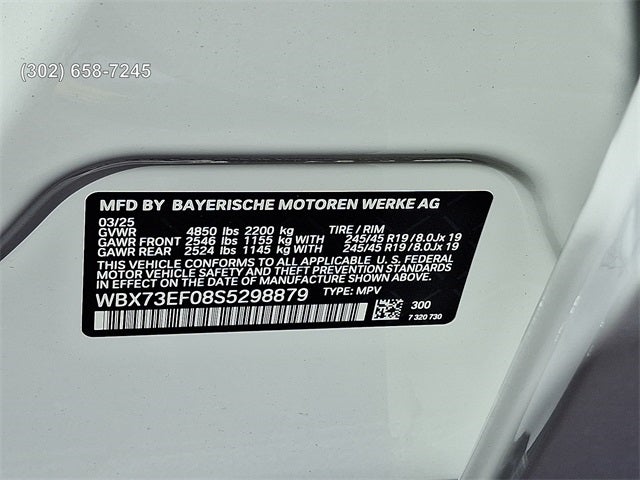 (302) 658-7245
MFD BY BAYERISCHE MOTOREN WERKE AG
03/25
GVWR 4850 lbs 2200 kg TIRE / RIM
GAWR FRONT 2546 lbs 1155 kg WITH 245/45 R19 /8.0Jx 19
GAWR REAR 2524 lbs 1145 kg WITH 245/45 R19 /8.0Jx 19
THIS VEHICLE CONFORMS TO ALL APPLICABLE U. S. FEDERAL
MOTOR VEHICLE SAFETY AND THEFT PREVENTION STANDARDS
IN EFFECT ON THE DATE OF MANUFACTURE SHOWN ABOVE.
WBX73EF08S5298879 TYPE: MPV
300
7 320 730